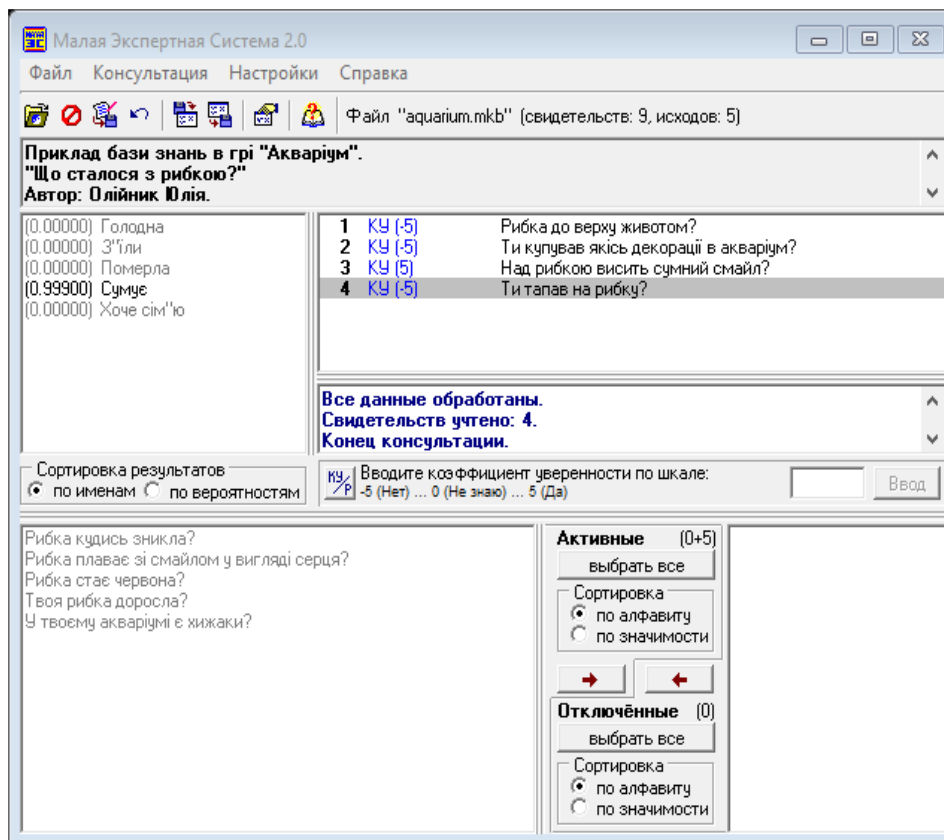 Малая Экспертная Система 2.0
Файл Консультация Настройки Справка
Файл "aquarium.mkb" (свидетельств: 9, исходов: 5)
Приклад бази знань в грі "Акваріум".
"Що сталося з рибкою?"
Автор: Олійник Юлія.
(0.00000) Голодна
(0.00000) З"їли
(0.00000) Померла
(0.99900) Сумує
(0.00000) Хоче сім"ю
1 КУ (-5) Рибка до верху животом?
2 КУ (-5) Ти купував якісь декорації в акваріум?
3 КУ (5) Над рибкою висить сумний смайл?
4 КУ (-5) Ти тапав на рибку?
Все данные обработаны.
Свидетельств учтено: 4.
Конец консультации.
Сортировка результатов
по именам по вероятностям
КУ/Р
Вводите коэффициент уверенности по шкале:
-5 (Нет) ... 0 (Не знаю) ... 5 (Да)
Ввод
Рибка кудись зникла?
Рибка плаває зі смайлом у вигляді серця?
Рибка стає червона?
Твоя рибка доросла?
У твоєму акваріумі є хижаки?
Активные (0+5)
выбрать все
Сортировка
по алфавиту
по значимости
Отключённые (0)
выбрать все
Сортировка
по алфавиту
по значимости